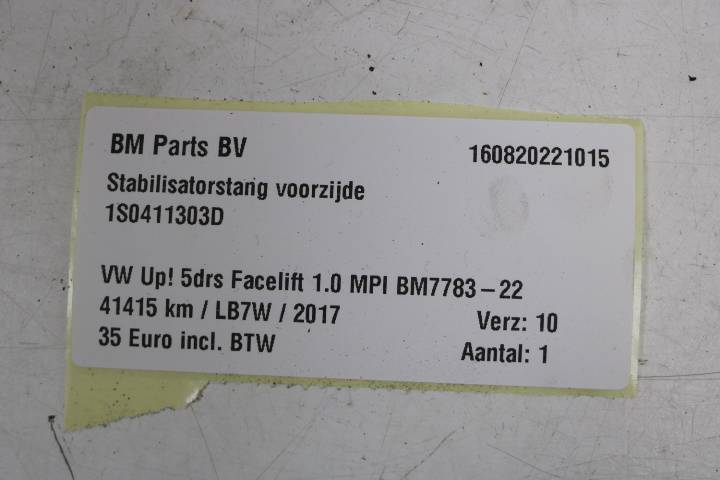 BM Parts BV 160820221015
Stabilisatorstang voorzijde
1S0411303D
VW Up! 5drs Facelift 1.0 MPI BM7783-22
41415 km / LB7W / 2017 Verz: 10
35 Euro incl. BTW Aantal: 1